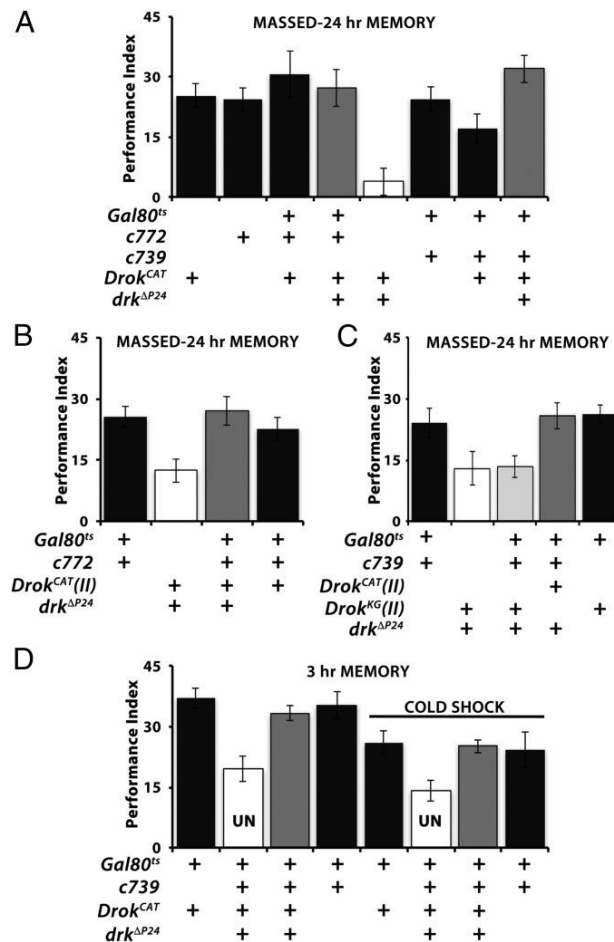 A
MASSED-24 hr MEMORY
Performance Index
45
30
15
0
Gal80ts + + + + +
c772 + + +
c739 + + +
DrokCAT + + + + + +
drkΔP24 + + +
B
MASSED-24 hr MEMORY
Performance Index
45
30
15
0
Gal80ts + + +
c772 + + +
DrokCAT(II) + + +
drkΔP24 + +
C
MASSED-24 hr MEMORY
Performance Index
45
30
15
0
Gal80ts + + + +
c739 + + +
DrokCAT(II) +
DrokKG(II) + + +
drkΔP24 + + +
D
3 hr MEMORY
COLD SHOCK
Performance Index
45
30
15
0
UN UN
Gal80ts + + + + + + + +
c739 + + + + + +
DrokCAT + + + + + +
drkΔP24 + + + +